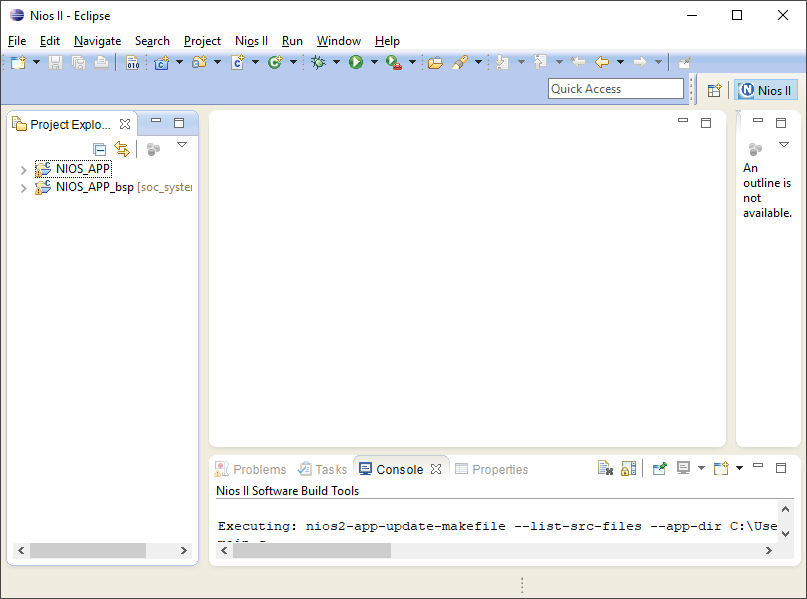 Nios II - Eclipse
File Edit Navigate Search Project Nios II Run Window Help
010
Quick Access
Nios II
Project Explo...
NIOS_APP
NIOS_APP_bsp [soc_system
An
outline is
not
available.
Problems Tasks Console Properties
Nios II Software Build Tools
Executing: nios2-app-update-makefile --list-src-files --app-dir C:\Use